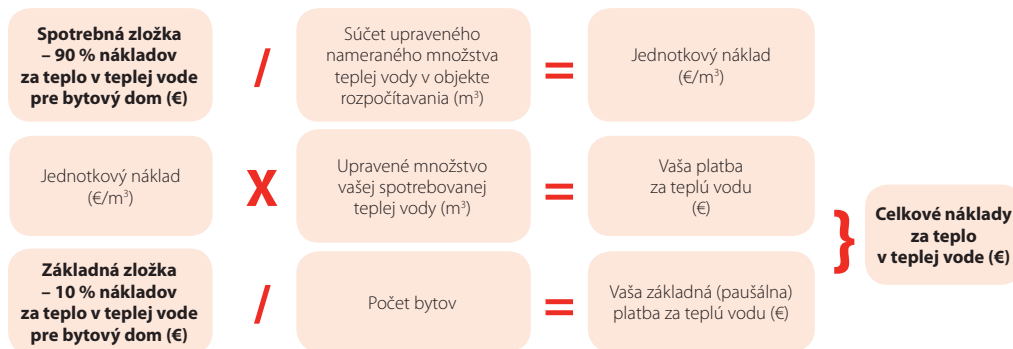 Spotrebná zložka
– 90 % nákladov
za teplo v teplej vode
pre bytový dom (€)
/
Súčet upraveného
nameraného množstva
teplej vody v objekte
rozpočítavania (m³)
=
Jednotkový náklad
(€/m³)
Jednotkový náklad
(€/m³)
X
Upravené množstvo
vašej spotrebovanej
teplej vody (m³)
=
Vaša platba
za teplú vodu
(€)
Základná zložka
– 10 % nákladov
za teplo v teplej vode
pre bytový dom (€)
/
Počet bytov
=
Vaša základná (paušálna)
platba za teplú vodu (€)
}
Celkové náklady
za teplo
v teplej vode (€)